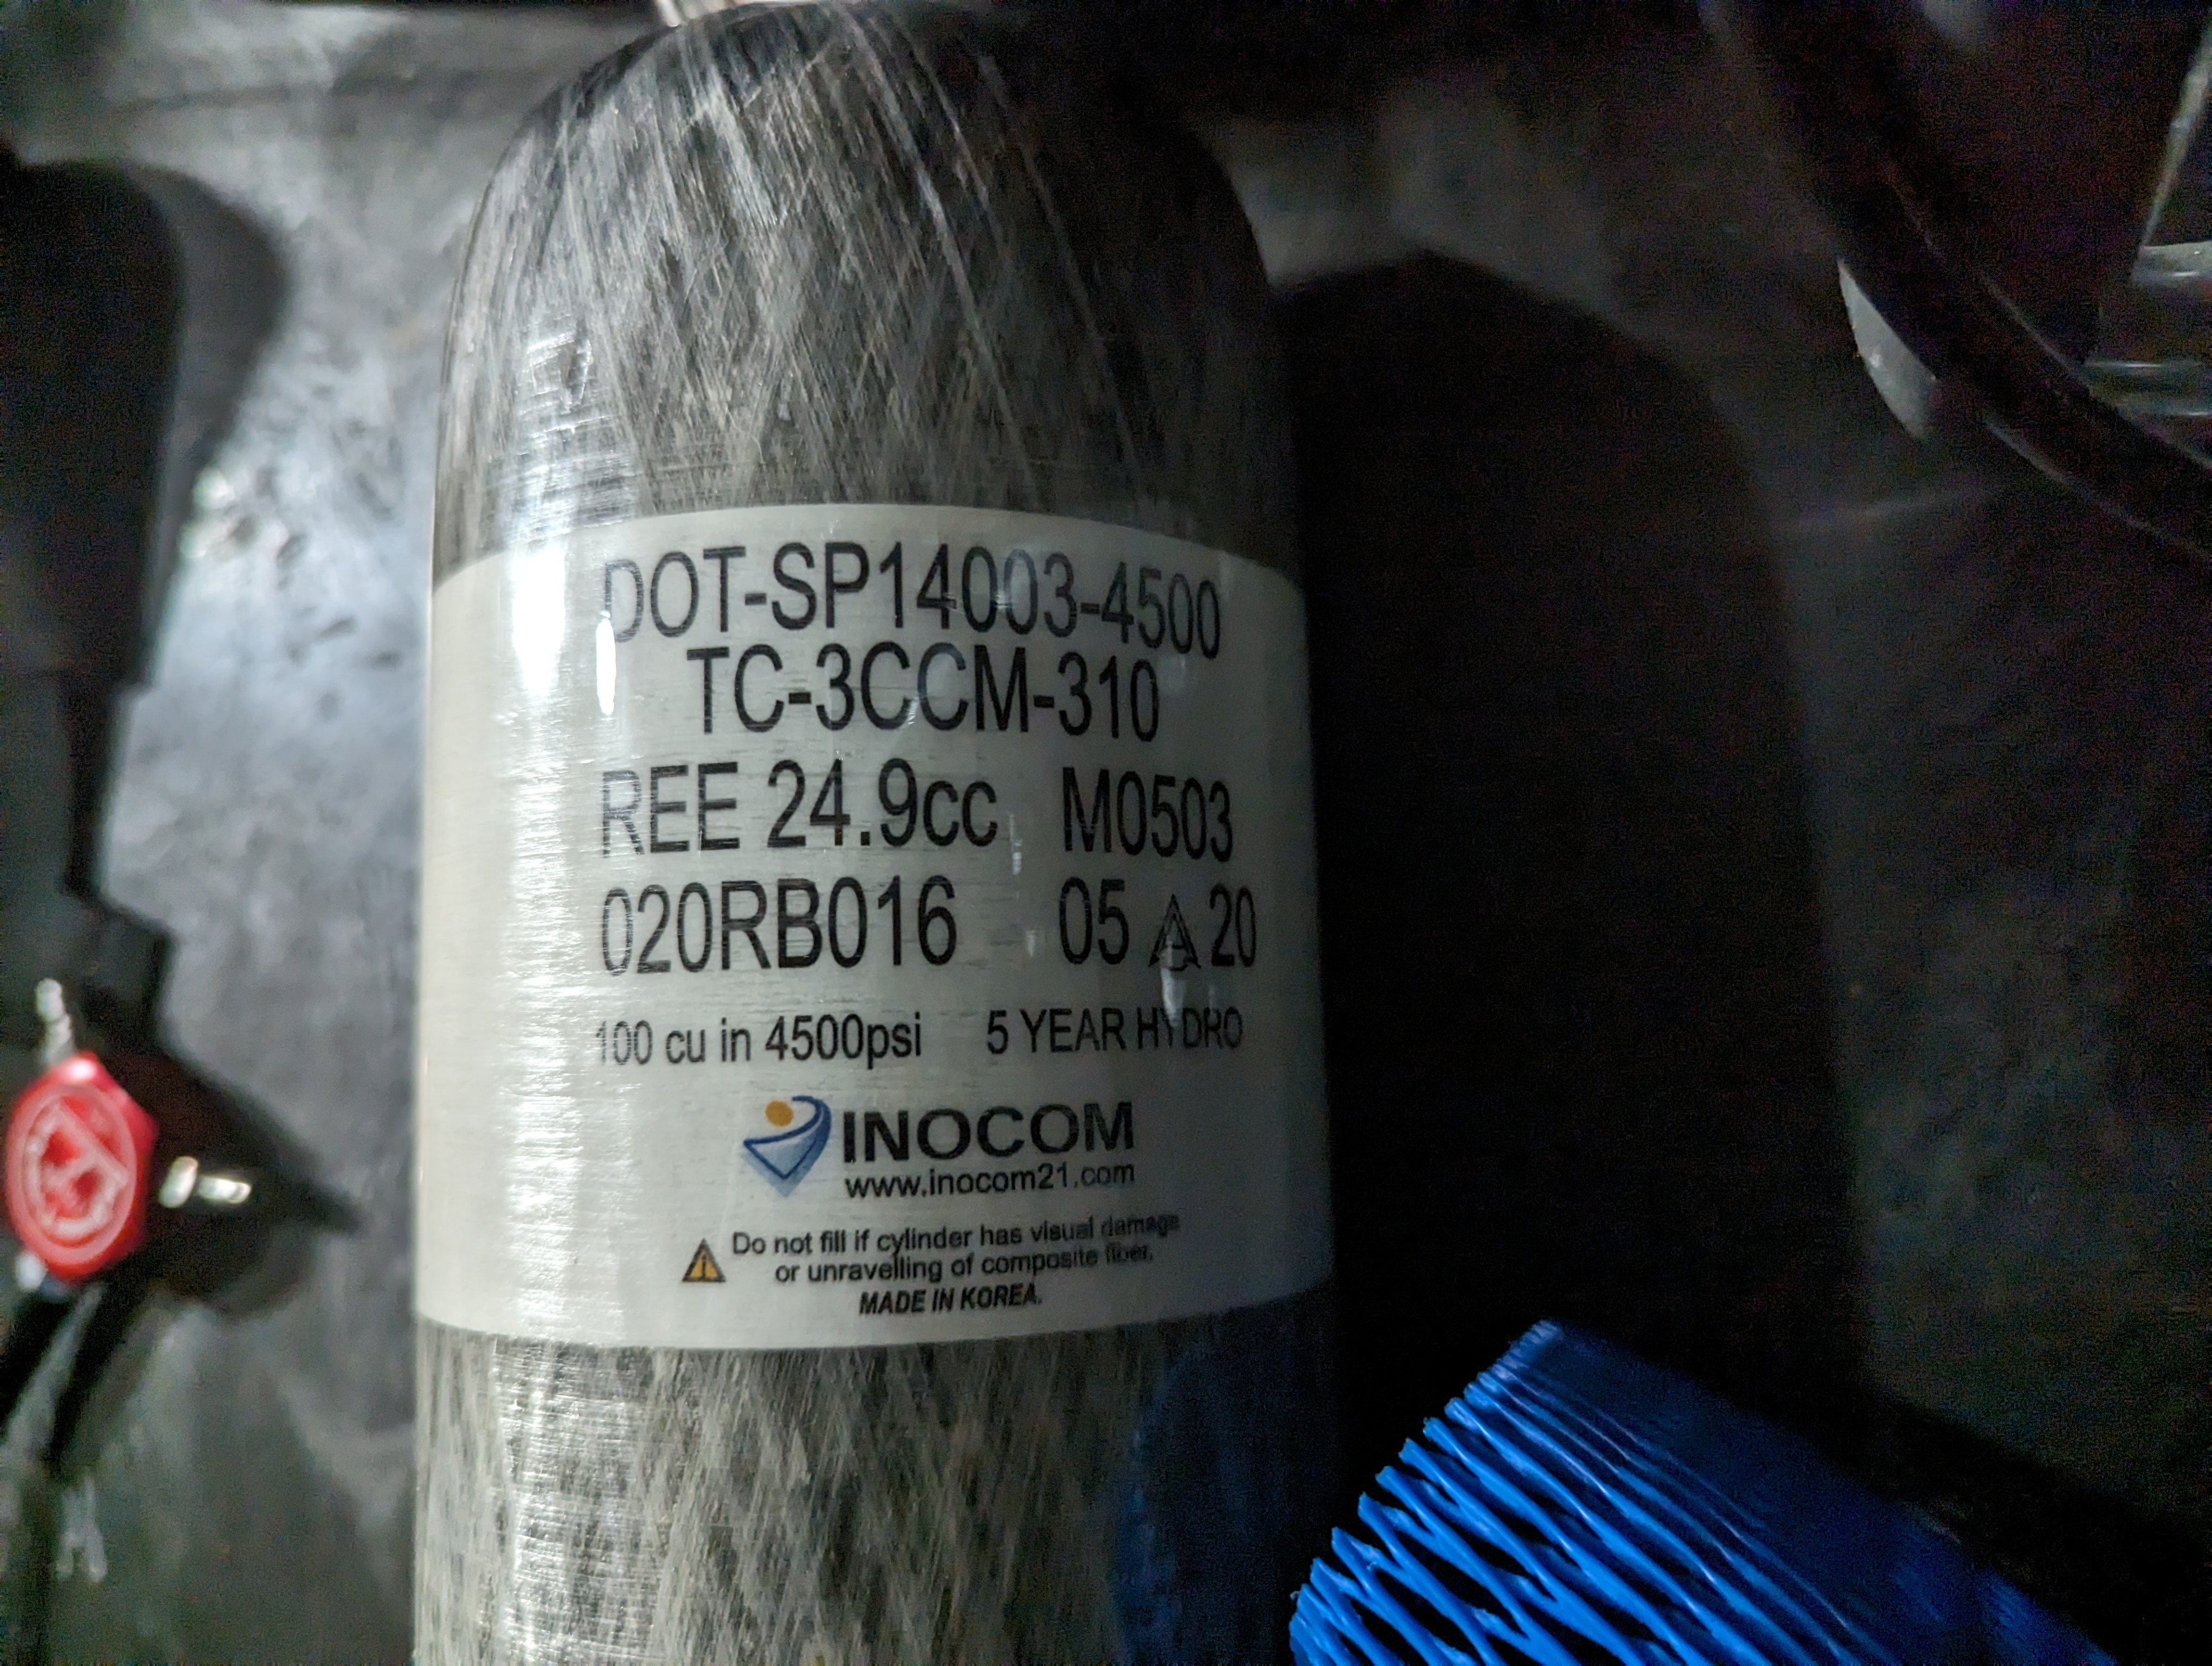 DOT-SP14003-4500
TC-3CCM-310
REE 24.9cc M0503
020RB016 05 A 20
100 cu in 4500psi 5 YEAR HYDRO
INOCOM
www.inocom21.com
Do not fill if cylinder has visual damage
or unravelling of composite fiber.
MADE IN KOREA.